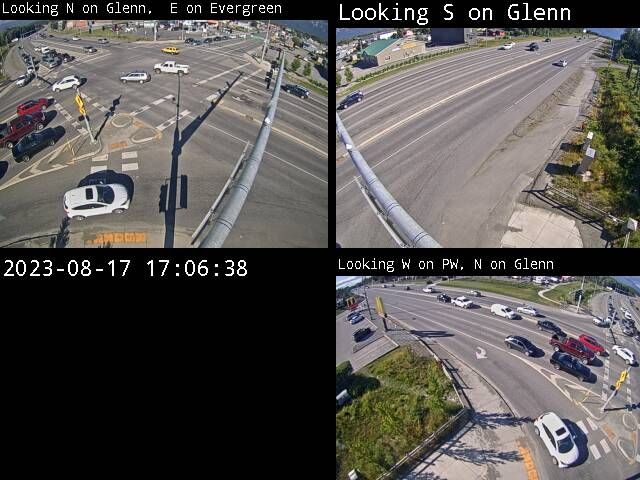 Looking N on Glenn,  E on Evergreen
Looking S on Glenn
2023-08-17 17:06:38
Looking W on PW, N on Glenn